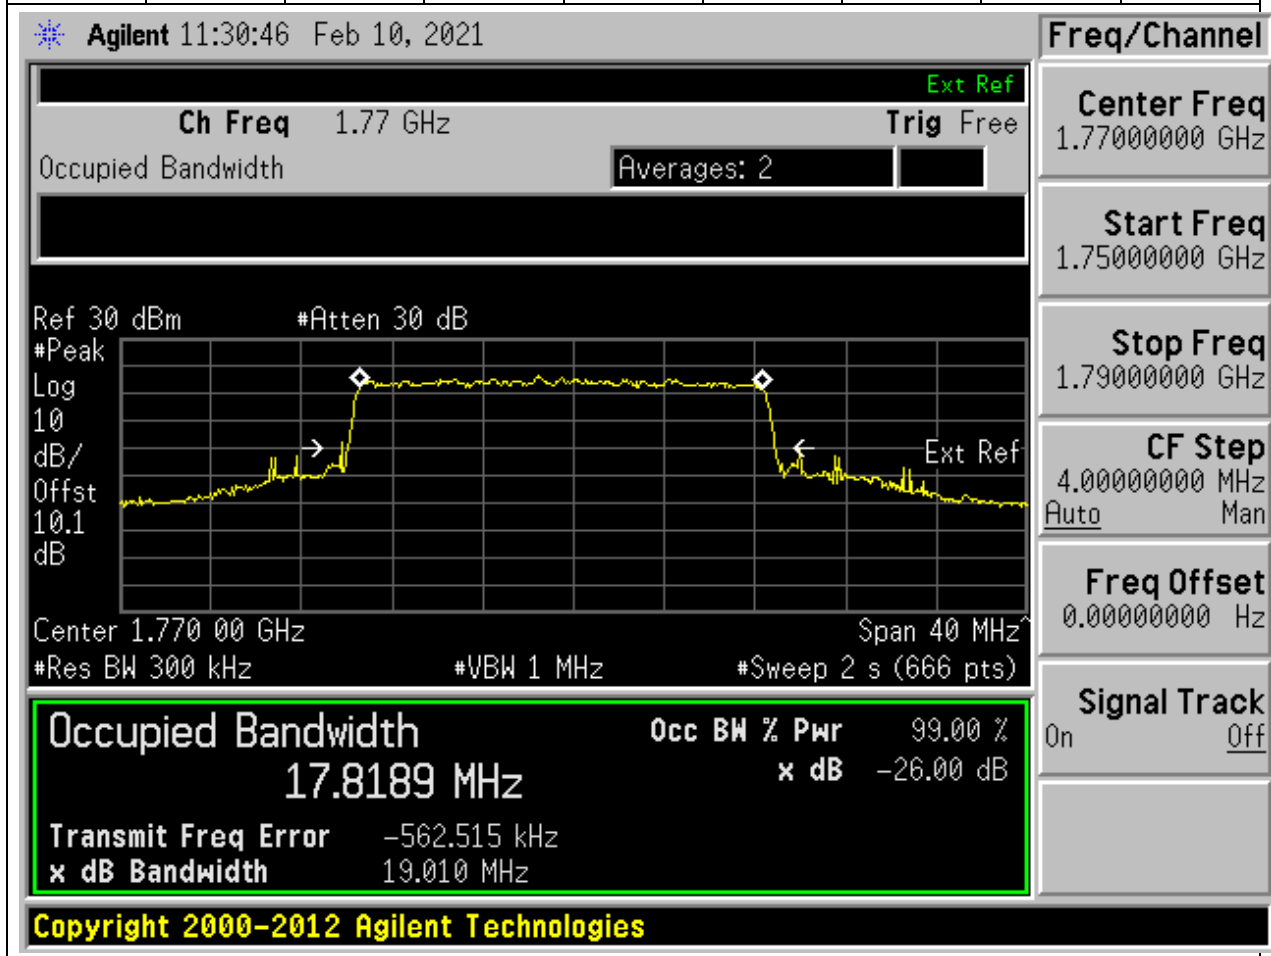 Agilent 11:30:46 Feb 10, 2021
Freq/Channel
Ext Ref
Ch Freq 1.77 GHz Trig Free
Occupied Bandwidth Averages: 2
Center Freq
1.77000000 GHz
Start Freq
1.75000000 GHz
Stop Freq
1.79000000 GHz
CF Step
4.00000000 MHz
Auto Man
Freq Offset
0.00000000 Hz
Signal Track
On Off
Ref 30 dBm #Atten 30 dB
#Peak
Log
10
dB/
Offst
10.1
dB
Ext Ref
Center 1.770 00 GHz Span 40 MHz^
#Res BW 300 kHz #VBW 1 MHz #Sweep 2 s (666 pts)
Occupied Bandwidth Occ BW % Pwr 99.00 %
17.8189 MHz x dB -26.00 dB
Transmit Freq Error -562.515 kHz
x dB Bandwidth 19.010 MHz
Copyright 2000-2012 Agilent Technologies